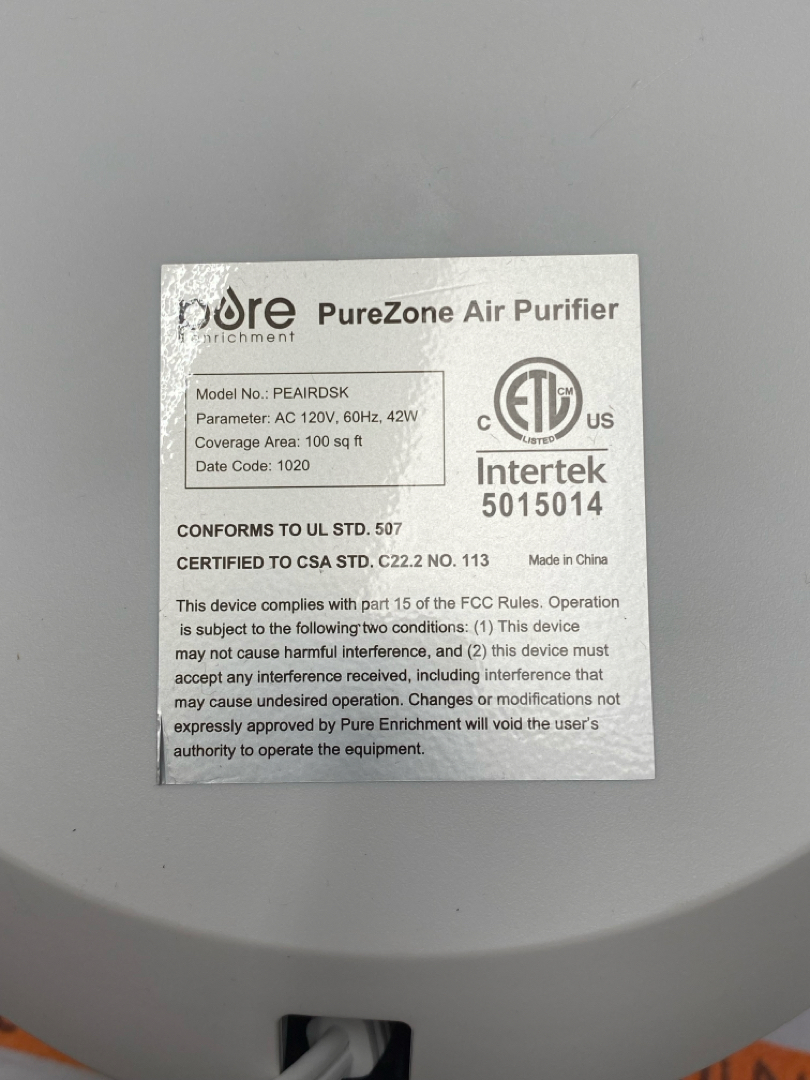 pure
Enrichment
PureZone Air Purifier
Model No.: PEAIRDSK
Parameter: AC 120V, 60Hz, 42W
Coverage Area: 100 sq ft
Date Code: 1020
ETL CM
C LISTED US
Intertek
5015014
CONFORMS TO UL STD. 507
CERTIFIED TO CSA STD. C22.2 NO. 113 Made in China
This device complies with part 15 of the FCC Rules. Operation
is subject to the following two conditions: (1) This device
may not cause harmful interference, and (2) this device must
accept any interference received, including interference that
may cause undesired operation. Changes or modifications not
expressly approved by Pure Enrichment will void the user's
authority to operate the equipment.